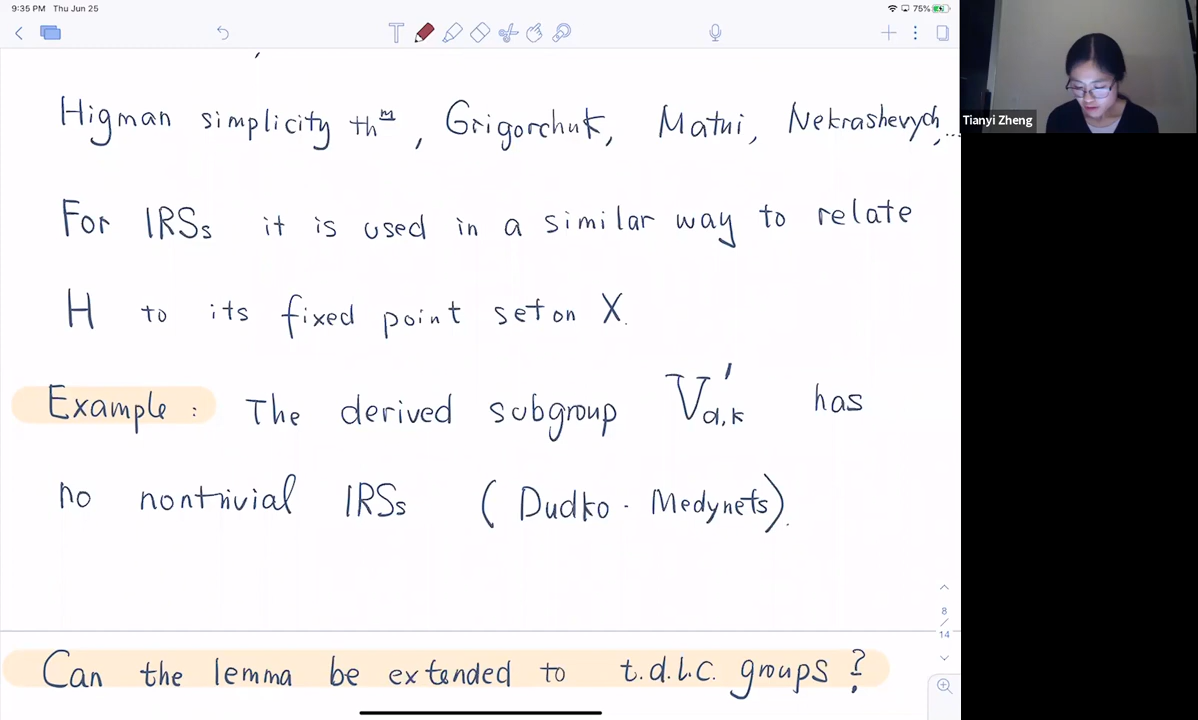 9:35 PM Thu Jun 25
75%
Higman simplicity thᵐ, Grigorchuk, Matui, Nekrashevych, ...
For IRSs it is used in a similar way to relate
H to its fixed point set on X.
Example: The derived subgroup V'd,k has
no nontrivial IRSs (Dudko - Medynets).
8
/
14
Can the lemma be extended to t.d.l.c. groups?
Tianyi Zheng